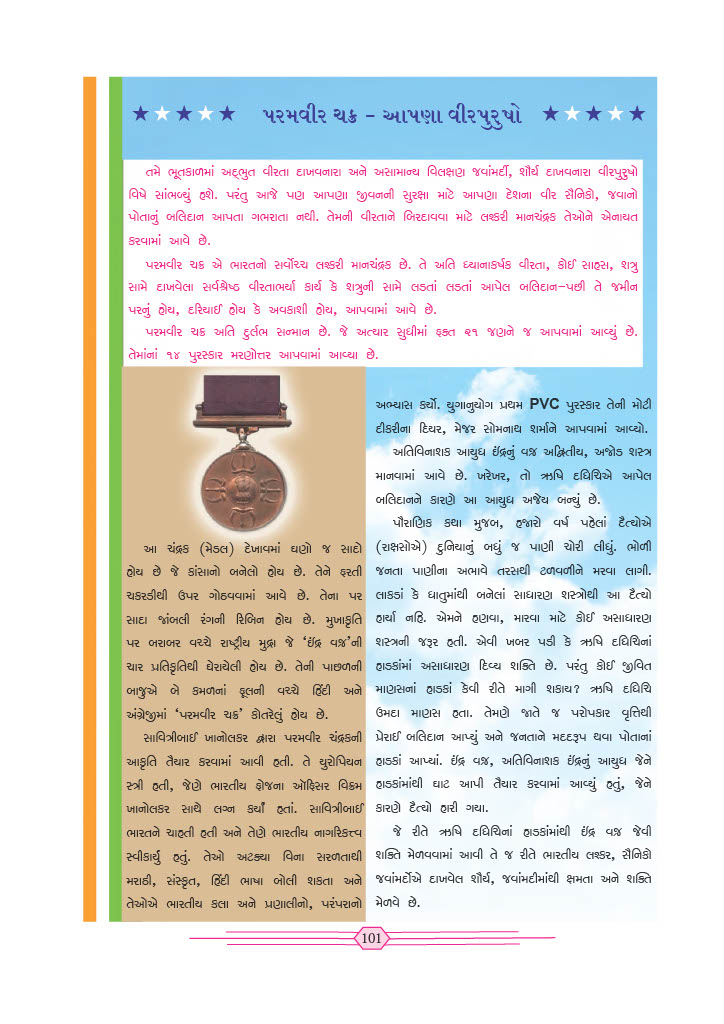 પરમવીર ચક્ર – આપણા વીરપુરુષો
તમે ભૂતકાળમાં અદ્ભુત વીરતા દાખવનારા અને અસામાન્ય વિલક્ષણ જવાંમર્દી, શૌર્ય દાખવનારા વીરપુરુષો
વિષે સાંભળ્યું હશે. પરંતુ આજે પણ આપણા જીવનની સુરક્ષા માટે આપણા દેશના વીર સૈનિકો, જવાનો
પોતાનું બલિદાન આપતા ગભરાતા નથી. તેમની વીરતાને બિરદાવવા માટે લશ્કરી માનચંદ્રક તેઓને એનાયત
કરવામાં આવે છે.
પરમવીર ચક્ર એ ભારતનો સર્વોચ્ચ લશ્કરી માનચંદ્રક છે. તે અતિ ધ્યાનાકર્ષક વીરતા, કોઈ સાહસ, શત્રુ
સામે દાખવેલા સર્વશ્રેષ્ઠ વીરતાભર્યા કાર્ય કે શત્રુની સામે લડતાં લડતાં આપેલ બલિદાન–પછી તે જમીન
પરનું હોય, દરિયાઈ હોય કે અવકાશી હોય, આપવામાં આવે છે.
પરમવીર ચક્ર અતિ દુર્લભ સન્માન છે. જે અત્યાર સુધીમાં ફક્ત ૨૧ જણને જ આપવામાં આવ્યું છે.
તેમાંનાં ૧૪ પુરસ્કાર મરણોત્તર આપવામાં આવ્યા છે.
આ ચંદ્રક (મેડલ) દેખાવમાં ઘણો જ સાદો
હોય છે જે કાંસાનો બનેલો હોય છે. તેને ફરતી
ચકરડીથી ઉપર ગોઠવવામાં આવે છે. તેના પર
સાદા જાંબલી રંગની રિબિન હોય છે. મુખાકૃતિ
પર બરાબર વચ્ચે રાષ્ટ્રીય મુદ્રા જે ‘ઈંદ્ર વજ્ર’ની
ચાર પ્રતિકૃતિથી ઘેરાયેલી હોય છે. તેની પાછળની
બાજુએ બે કમળનાં ફૂલની વચ્ચે હિંદી અને
અંગ્રેજીમાં ‘પરમવીર ચક્ર’ કોતરેલું હોય છે.
સાવિત્રીબાઈ ખાનોલકર દ્વારા પરમવીર ચંદ્રકની
આકૃતિ તૈયાર કરવામાં આવી હતી. તે યુરોપિયન
સ્ત્રી હતી, જેણે ભારતીય ફોજના ઑફિસર વિક્રમ
ખાનોલકર સાથે લગ્ન કર્યાં હતાં. સાવિત્રીબાઈ
ભારતને ચાહતી હતી અને તેણે ભારતીય નાગરિકત્ત્વ
સ્વીકાર્યું હતું. તેઓ અટક્યા વિના સરળતાથી
મરાઠી, સંસ્કૃત, હિંદી ભાષા બોલી શકતા અને
તેઓએ ભારતીય કલા અને પ્રણાલીનો, પરંપરાનો
અભ્યાસ કર્યો. યુગાનુયોગ પ્રથમ PVC પુરસ્કાર તેની મોટી
દીકરીના દિયર, મેજર સોમનાથ શર્માને આપવામાં આવ્યો.
અતિવિનાશક આયુધ ઈંદ્રનું વજ્ર અદ્વિતીય, અજોડ શસ્ત્ર
માનવામાં આવે છે. ખરેખર, તો ઋષિ દધિચિએ આપેલ
બલિદાનને કારણે આ આયુધ અજેય બન્યું છે.
પૌરાણિક કથા મુજબ, હજારો વર્ષ પહેલાં દૈત્યોએ
(રાક્ષસોએ) દુનિયાનું બધું જ પાણી ચોરી લીધું. ભોળી
જનતા પાણીના અભાવે તરસથી ટળવળીને મરવા લાગી.
લાકડાં કે ધાતુમાંથી બનેલાં સાધારણ શસ્ત્રોથી આ દૈત્યો
હાર્યા નહિ. એમને હણવા, મારવા માટે કોઈ અસાધારણ
શસ્ત્રની જરૂર હતી. એવી ખબર પડી કે ઋષિ દધિચિનાં
હાડકાંમાં અસાધારણ દિવ્ય શક્તિ છે. પરંતુ કોઈ જીવિત
માણસનાં હાડકાં કેવી રીતે માગી શકાય? ઋષિ દધિચિ
ઉમદા માણસ હતા. તેમણે જાતે જ પરોપકાર વૃત્તિથી
પ્રેરાઈ બલિદાન આપ્યું અને જનતાને મદદરૂપ થવા પોતાનાં
હાડકાં આપ્યાં. ઈંદ્ર વજ્ર, અતિવિનાશક ઈંદ્રનું આયુધ જેને
હાડકાંમાંથી ઘાટ આપી તૈયાર કરવામાં આવ્યું હતું, જેને
કારણે દૈત્યો હારી ગયા.
જે રીતે ઋષિ દધિચિનાં હાડકાંમાંથી ઈંદ્ર વજ્ર જેવી
શક્તિ મેળવવામાં આવી તે જ રીતે ભારતીય લશ્કર, સૈનિકો
જવાંમર્દોએ દાખવેલ શૌર્ય, જવાંમર્દીમાંથી ક્ષમતા અને શક્તિ
મેળવે છે.
101